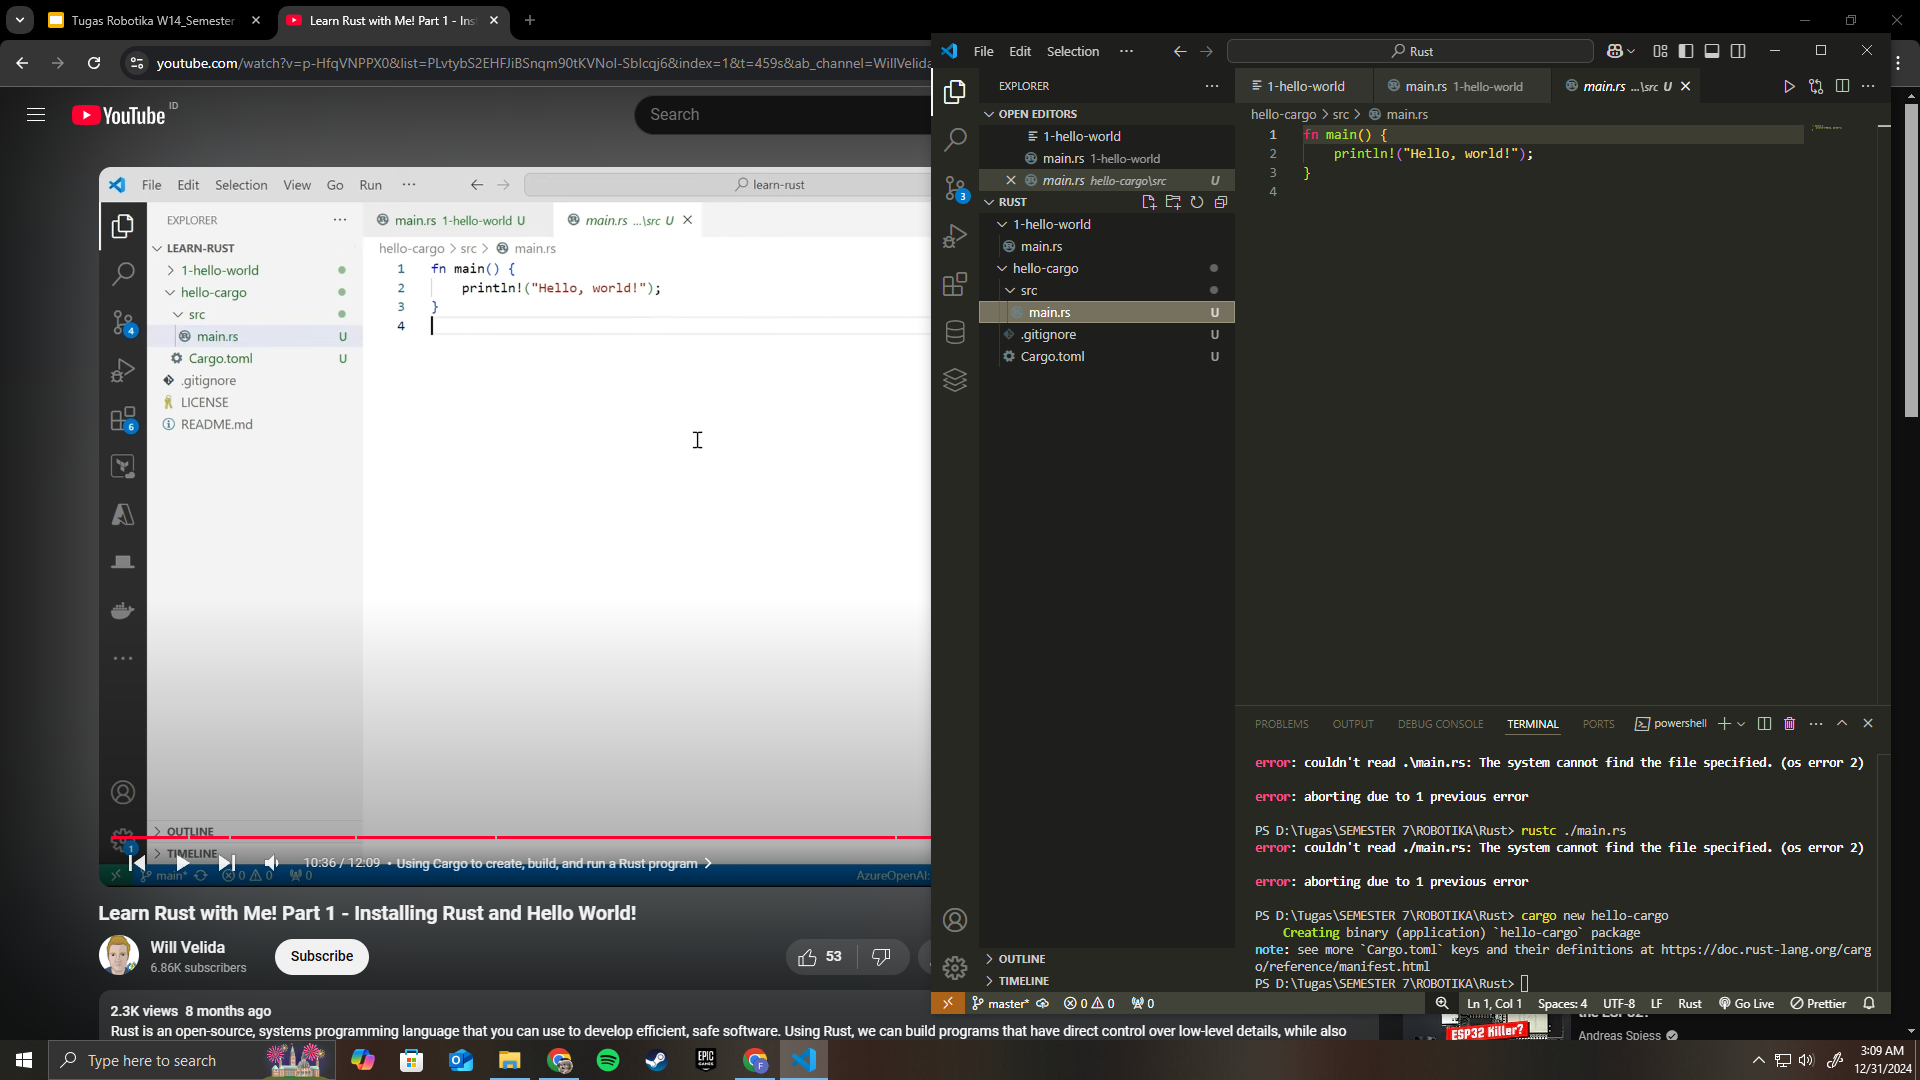 Tugas Robotika W14_Semester
Learn Rust with Me! Part 1 - Ins
youtube.com/watch?v=p-HfqVNPPX0&list=PLvtybS2EHFJiBSnqm90tKVNol-Sblcqj6&index=1&t=459s&ab_channel=WillVelida
YouTube ID
Search
File Edit Selection View Go Run ...
learn-rust
EXPLORER ...
main.rs 1-hello-world U
main.rs ...\src U
LEARN-RUST
hello-cargo > src > main.rs
1-hello-world
hello-cargo
src
main.rs U
Cargo.toml U
.gitignore
LICENSE
README.md
1 fn main() {
2 println!("Hello, world!");
3 }
4
4
6
1
OUTLINE
TIMELINE
10:36 / 12:09 • Using Cargo to create, build, and run a Rust program >
main* 0 0 0
AzureOpenAI:
Learn Rust with Me! Part 1 - Installing Rust and Hello World!
Will Velida
6.86K subscribers
Subscribe
53
2.3K views 8 months ago
Rust is an open-source, systems programming language that you can use to develop efficient, safe software. Using Rust, we can build programs that have direct control over low-level details, while also
File Edit Selection ...
Rust
EXPLORER ...
1-hello-world
main.rs 1-hello-world
main.rs ...\src U
OPEN EDITORS
hello-cargo > src > main.rs
1-hello-world
main.rs 1-hello-world
main.rs hello-cargo\src U
3
RUST
1-hello-world
main.rs
hello-cargo
src
main.rs U
.gitignore U
Cargo.toml U
1 fn main() {
2 println!("Hello, world!");
3 }
4
OUTLINE
TIMELINE
PROBLEMS OUTPUT DEBUG CONSOLE TERMINAL PORTS powershell
error: couldn't read .\main.rs: The system cannot find the file specified. (os error 2)
error: aborting due to 1 previous error
PS D:\Tugas\SEMESTER 7\ROBOTIKA\Rust> rustc ./main.rs
error: couldn't read ./main.rs: The system cannot find the file specified. (os error 2)
error: aborting due to 1 previous error
PS D:\Tugas\SEMESTER 7\ROBOTIKA\Rust> cargo new hello-cargo
Creating binary (application) `hello-cargo` package
note: see more `Cargo.toml` keys and their definitions at https://doc.rust-lang.org/carg
o/reference/manifest.html
PS D:\Tugas\SEMESTER 7\ROBOTIKA\Rust>
master* 0 0 0
Ln 1, Col 1 Spaces: 4 UTF-8 LF Rust Go Live Prettier
ESP32 Killer?
the ESP32?
Andreas Spiess
Type here to search
EPIC GAMES
3:09 AM
12/31/2024